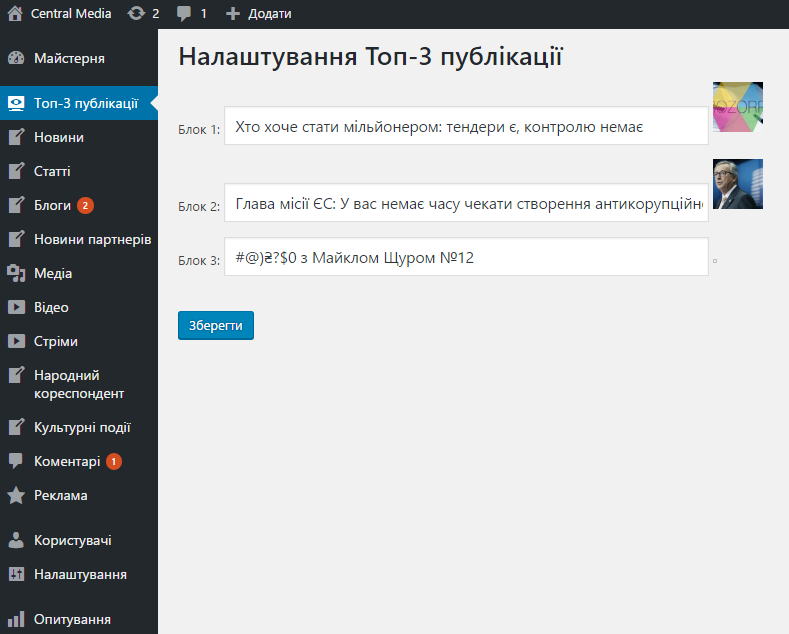 Central Media 2 1 Додати
Майстерня
Топ-3 публікації
Новини
Статті
Блоги 2
Новини партнерів
Медіа
Відео
Стріми
Народний
кореспондент
Культурні події
Коментарі 1
Реклама
Користувачі
Налаштування
Опитування
Налаштування Топ-3 публікації
Блок 1: Хто хоче стати мільйонером: тендери є, контролю немає
Блок 2: Глава місії ЄС: У вас немає часу чекати створення антикорупційн
Блок 3: #@)₴?$0 з Майклом Щуром №12
Зберегти